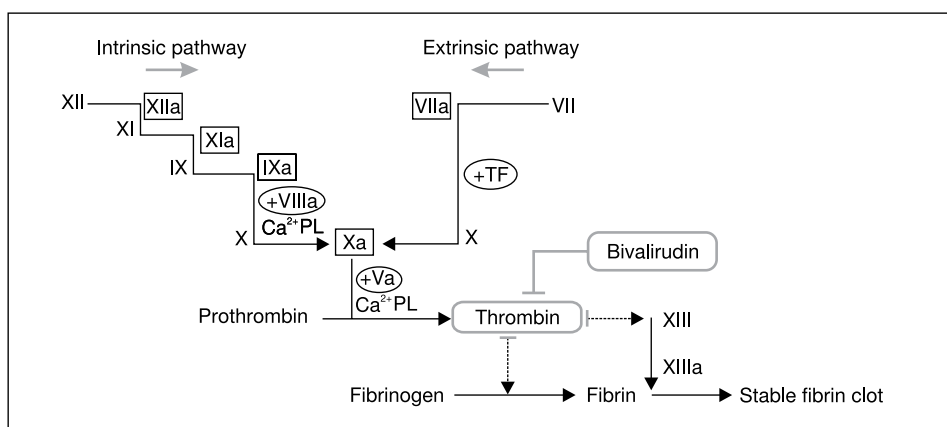 Intrinsic pathway
Extrinsic pathway
XII
XIIa
VIIa
VII
XI
XIa
IX
IXa
+TF
+VIIIa
Ca²⁺PL
X
Xa
X
Bivalirudin
+Va
Ca²⁺PL
Prothrombin
Thrombin
XIII
XIIIa
Fibrinogen
Fibrin
Stable fibrin clot